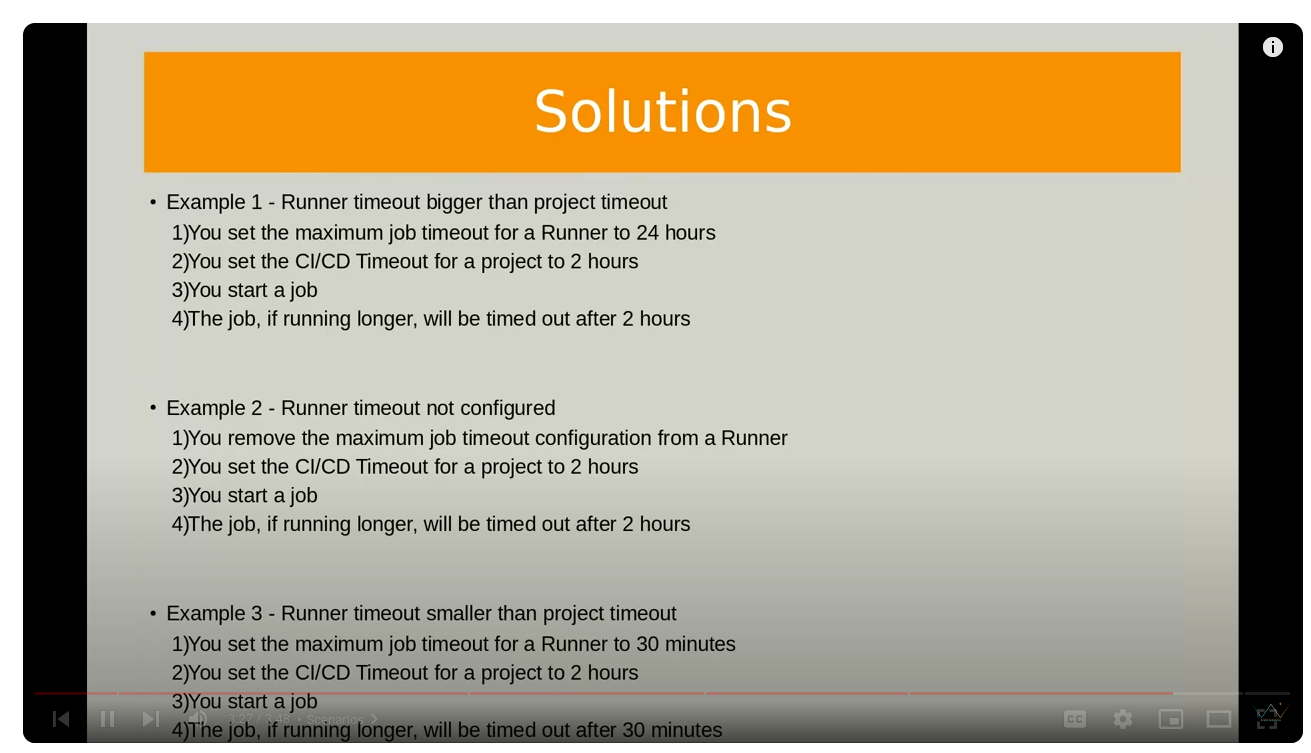 Solutions
• Example 1 - Runner timeout bigger than project timeout
1)You set the maximum job timeout for a Runner to 24 hours
2)You set the CI/CD Timeout for a project to 2 hours
3)You start a job
4)The job, if running longer, will be timed out after 2 hours
• Example 2 - Runner timeout not configured
1)You remove the maximum job timeout configuration from a Runner
2)You set the CI/CD Timeout for a project to 2 hours
3)You start a job
4)The job, if running longer, will be timed out after 2 hours
• Example 3 - Runner timeout smaller than project timeout
1)You set the maximum job timeout for a Runner to 30 minutes
2)You set the CI/CD Timeout for a project to 2 hours
3)You start a job
3:27 / 3:48 • Scenarios
CC
4)The job, if running longer, will be timed out after 30 minutes